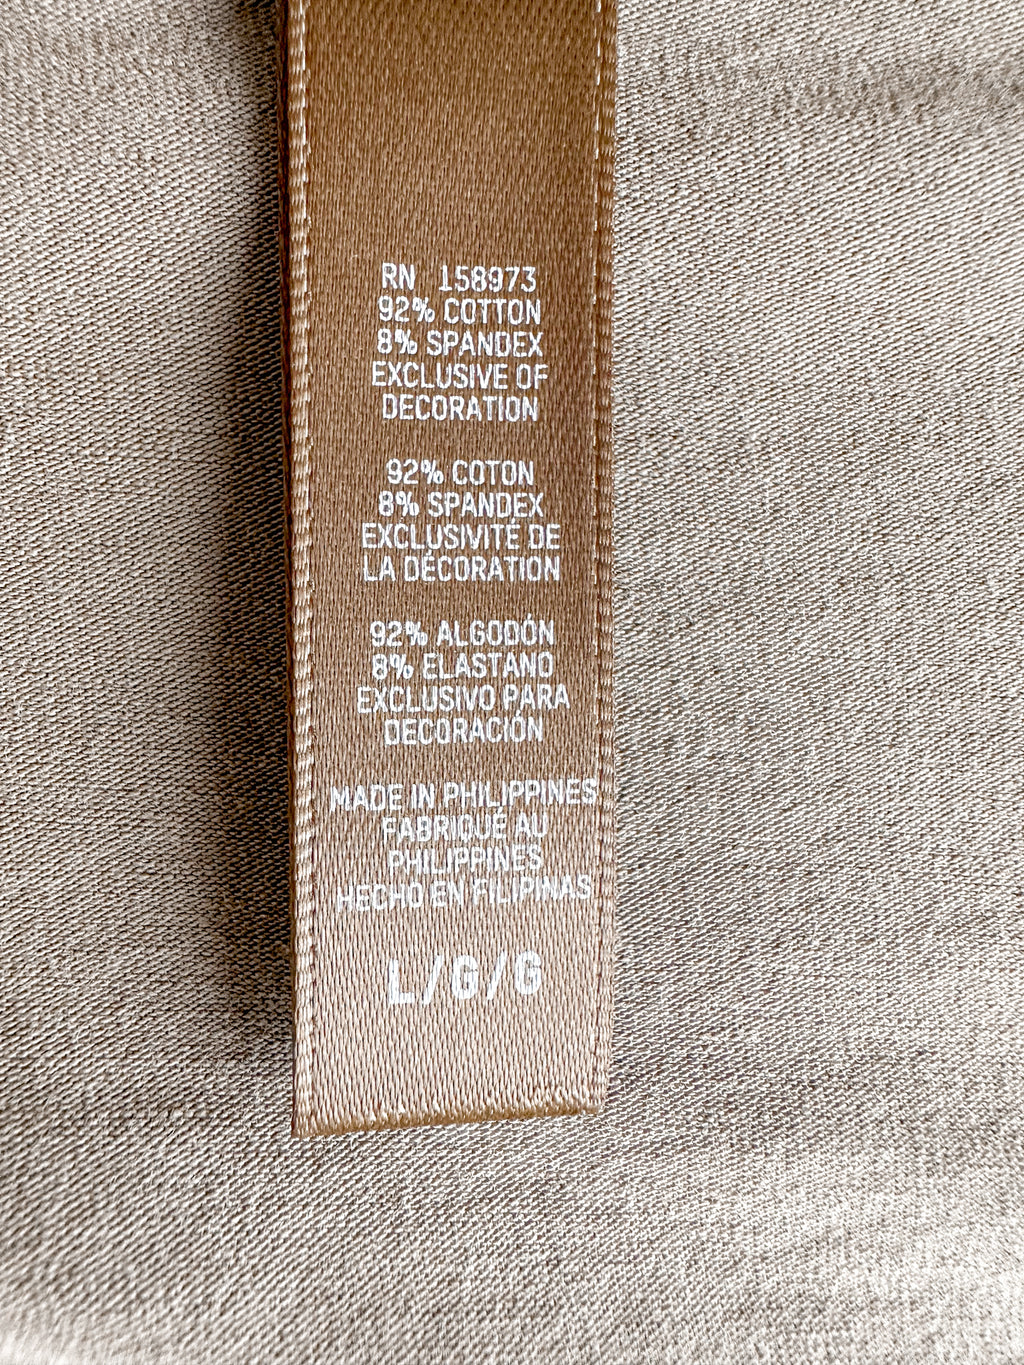 RN 158973
92% COTTON
8% SPANDEX
EXCLUSIVE OF
DECORATION
92% COTON
8% SPANDEX
EXCLUSIVITÉ DE
LA DÉCORATION
92% ALGODÓN
8% ELASTANO
EXCLUSIVO PARA
DECORACIÓN
MADE IN PHILIPPINES
FABRIQUÉ AU
PHILIPPINES
HECHO EN FILIPINAS
L/G/G